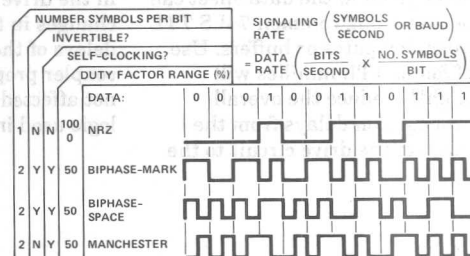 NUMBER SYMBOLS PER BIT
INVERTIBLE?
SELF-CLOCKING?
DUTY FACTOR RANGE (%)
SIGNALING RATE (SYMBOLS/SECOND OR BAUD)
= DATA RATE (BITS/SECOND X NO. SYMBOLS/BIT)
DATA: 0 0 0 1 0 0 1 1 0 1 1 1
1 N N 100 0 NRZ
2 Y Y 50 BIPHASE-MARK
2 Y Y 50 BIPHASE-SPACE
2 N Y 50 MANCHESTER